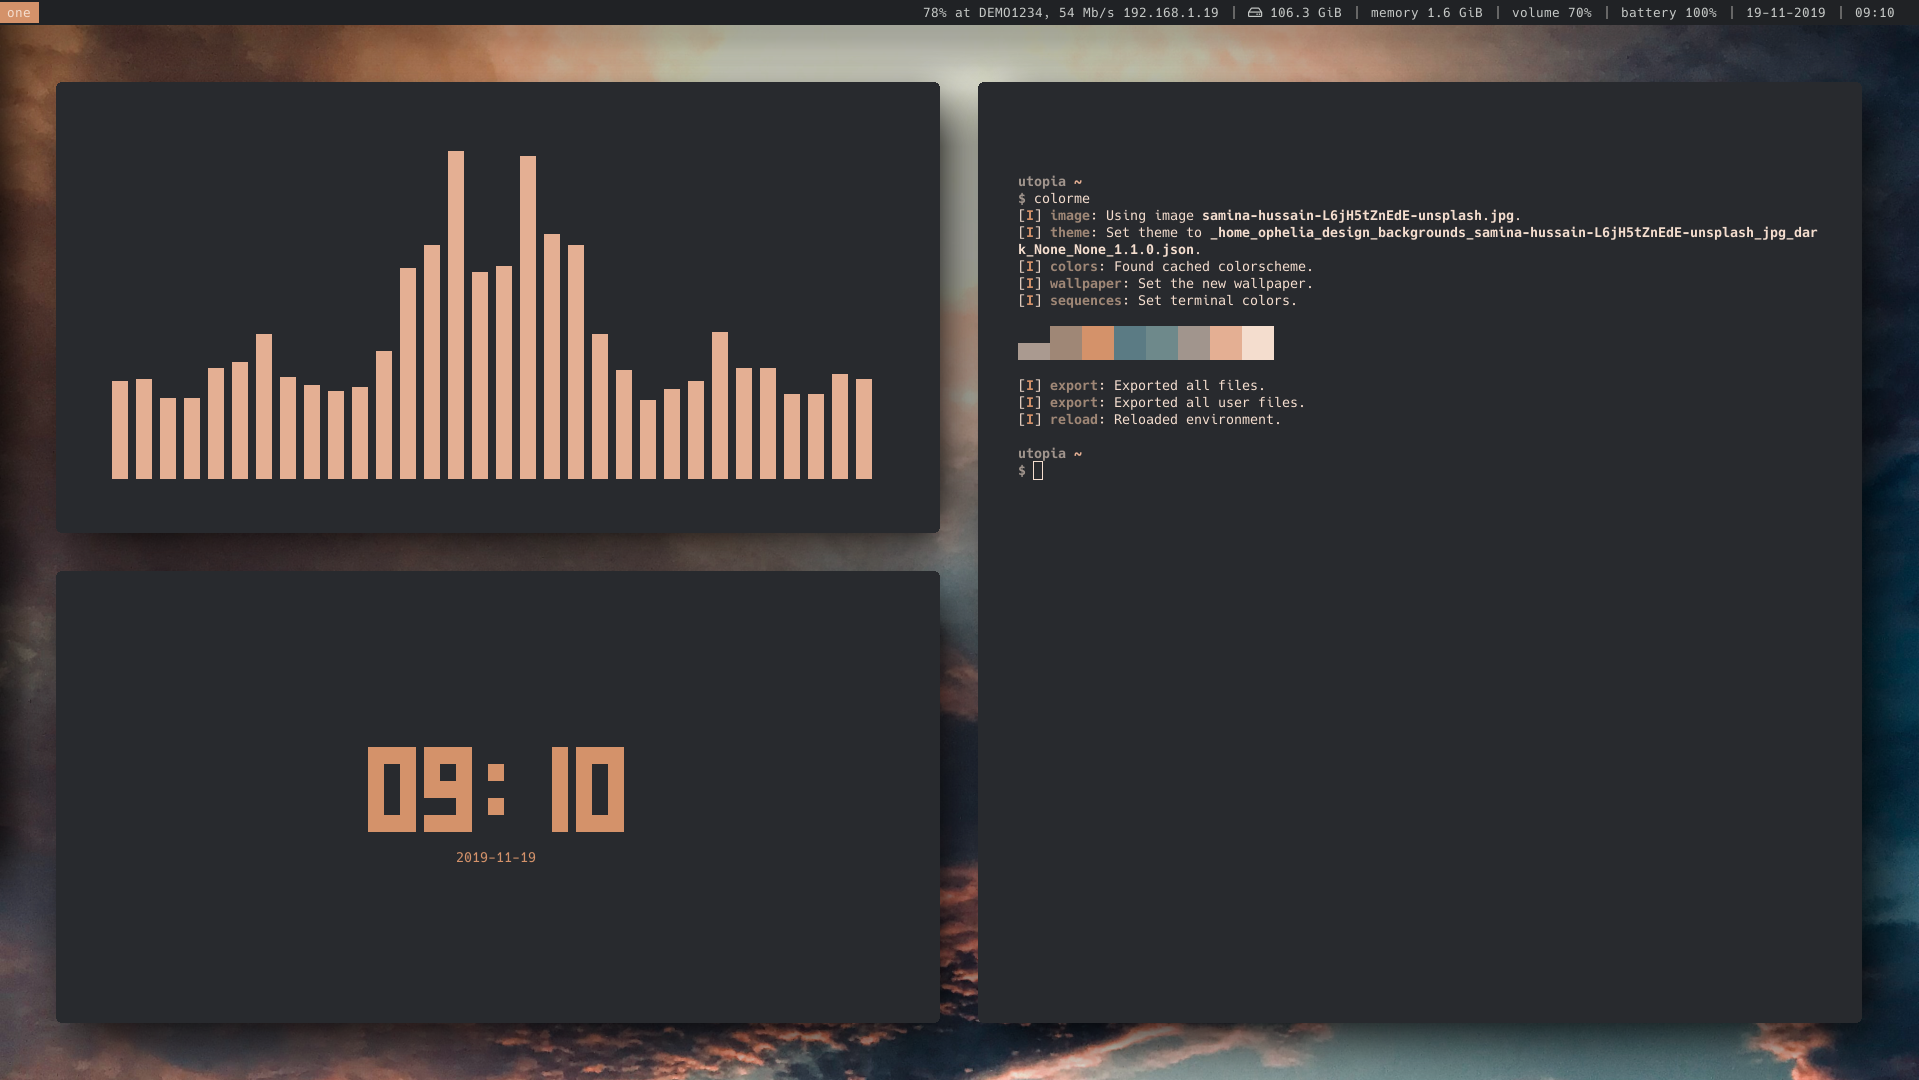 one
78% at DEMO1234, 54 Mb/s 192.168.1.19 | 106.3 GiB | memory 1.6 GiB | volume 70% | battery 100% | 19-11-2019 | 09:10
09:10
2019-11-19
utopia ~
$ colorme
[I] image: Using image samina-hussain-L6jH5tZnEdE-unsplash.jpg.
[I] theme: Set theme to _home_ophelia_design_backgrounds_samina-hussain-L6jH5tZnEdE-unsplash_jpg_dar
k_None_None_1.1.0.json.
[I] colors: Found cached colorscheme.
[I] wallpaper: Set the new wallpaper.
[I] sequences: Set terminal colors.
[I] export: Exported all files.
[I] export: Exported all user files.
[I] reload: Reloaded environment.
utopia ~
$